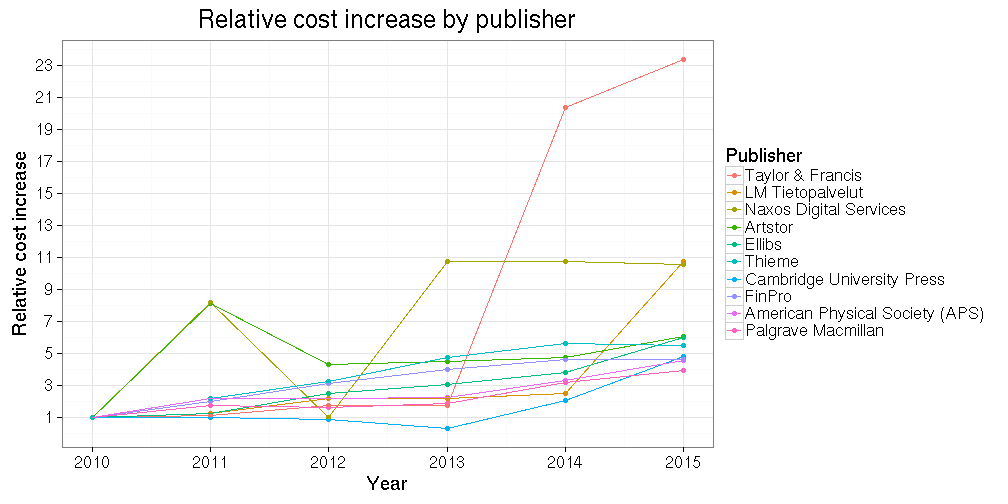 Relative cost increase by publisher
Relative cost increase
23
21
19
17
15
13
11
9
7
5
3
1
2010 2011 2012 2013 2014 2015
Year
Publisher
Taylor & Francis
LM Tietopalvelut
Naxos Digital Services
Artstor
Ellibs
Thieme
Cambridge University Press
FinPro
American Physical Society (APS)
Palgrave Macmillan